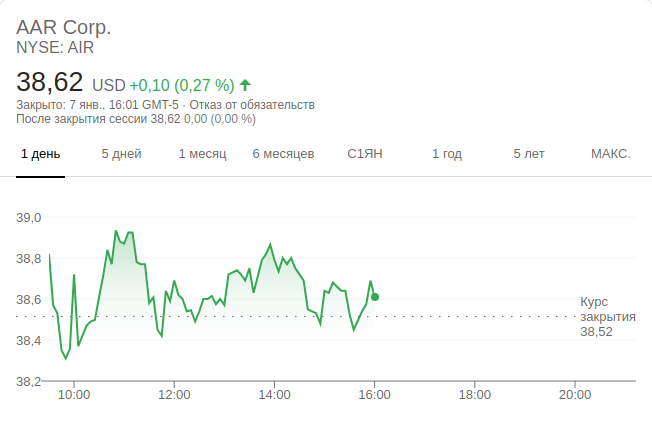 AAR Corp.
NYSE: AIR
38,62 USD +0,10 (0,27 %)
Закрыто: 7 янв., 16:01 GMT-5 · Отказ от обязательств
После закрытия сессии 38,62 0,00 (0,00 %)
1 день 5 дней 1 месяц 6 месяцев С1ЯН 1 год 5 лет МАКС.
39,0
38,8
38,6
38,4
38,2
Курс
закрытия
38,52
10:00 12:00 14:00 16:00 18:00 20:00